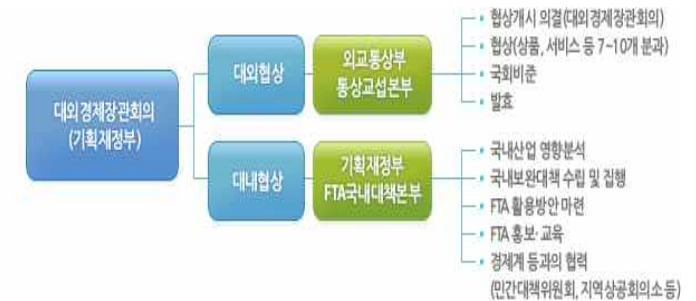 대외경제장관회의
(기획재정부)
대외협상
외교통상부
통상교섭본부
• 협상개시 의결(대외경제장관회의)
• 협상(상품, 서비스 등 7~10개 분과)
• 국회비준
• 발효
대내협상
기획재정부
FTA국내대책본부
• 국내산업 영향분석
• 국내보완대책 수립 및 집행
• FTA 활용방안 마련
• FTA 홍보·교육
• 경제계 등과의 협력
(민간대책위원회, 지역상공회의소 등)